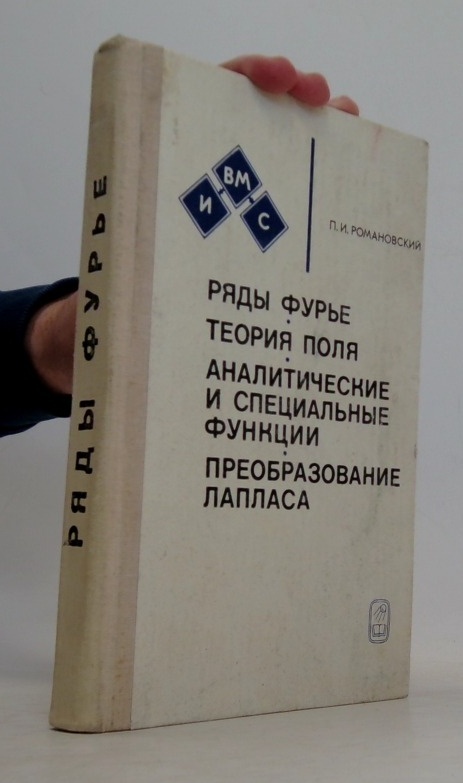 РЯДЫ ФУРЬЕ
И
ВМ
С
П. И. РОМАНОВСКИЙ
РЯДЫ ФУРЬЕ
·
ТЕОРИЯ ПОЛЯ
·
АНАЛИТИЧЕСКИЕ
И СПЕЦИАЛЬНЫЕ
ФУНКЦИИ
·
ПРЕОБРАЗОВАНИЕ
ЛАПЛАСА